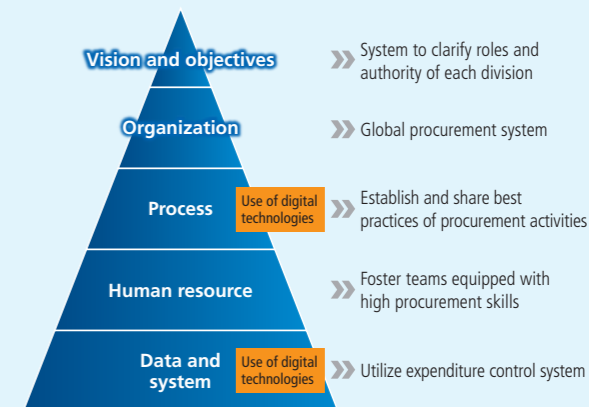 Vision and objectives
System to clarify roles and
authority of each division
Organization
Global procurement system
Process
Use of digital
technologies
Establish and share best
practices of procurement activities
Human resource
Foster teams equipped with
high procurement skills
Data and
system
Use of digital
technologies
Utilize expenditure control system